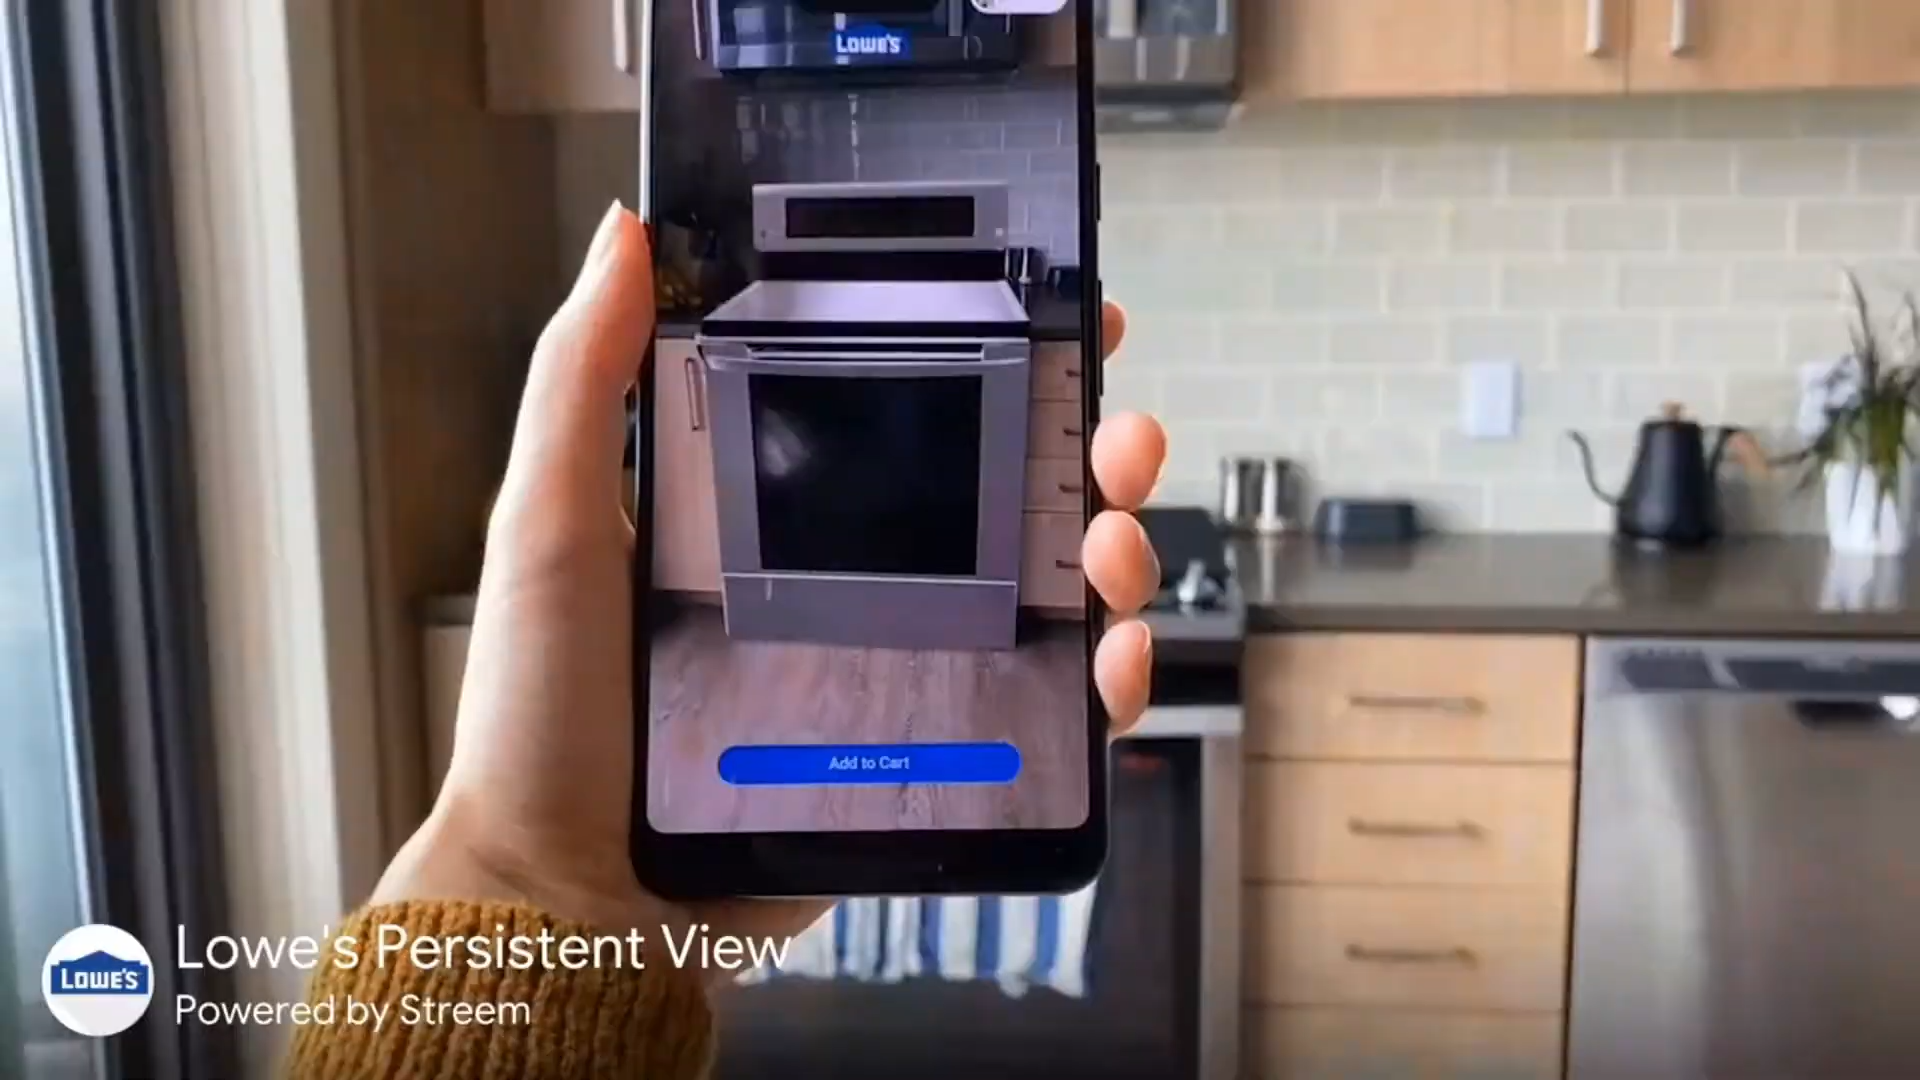 LOWE'S
Add to Cart
LOWE'S
Lowe's Persistent View
Powered by Streem